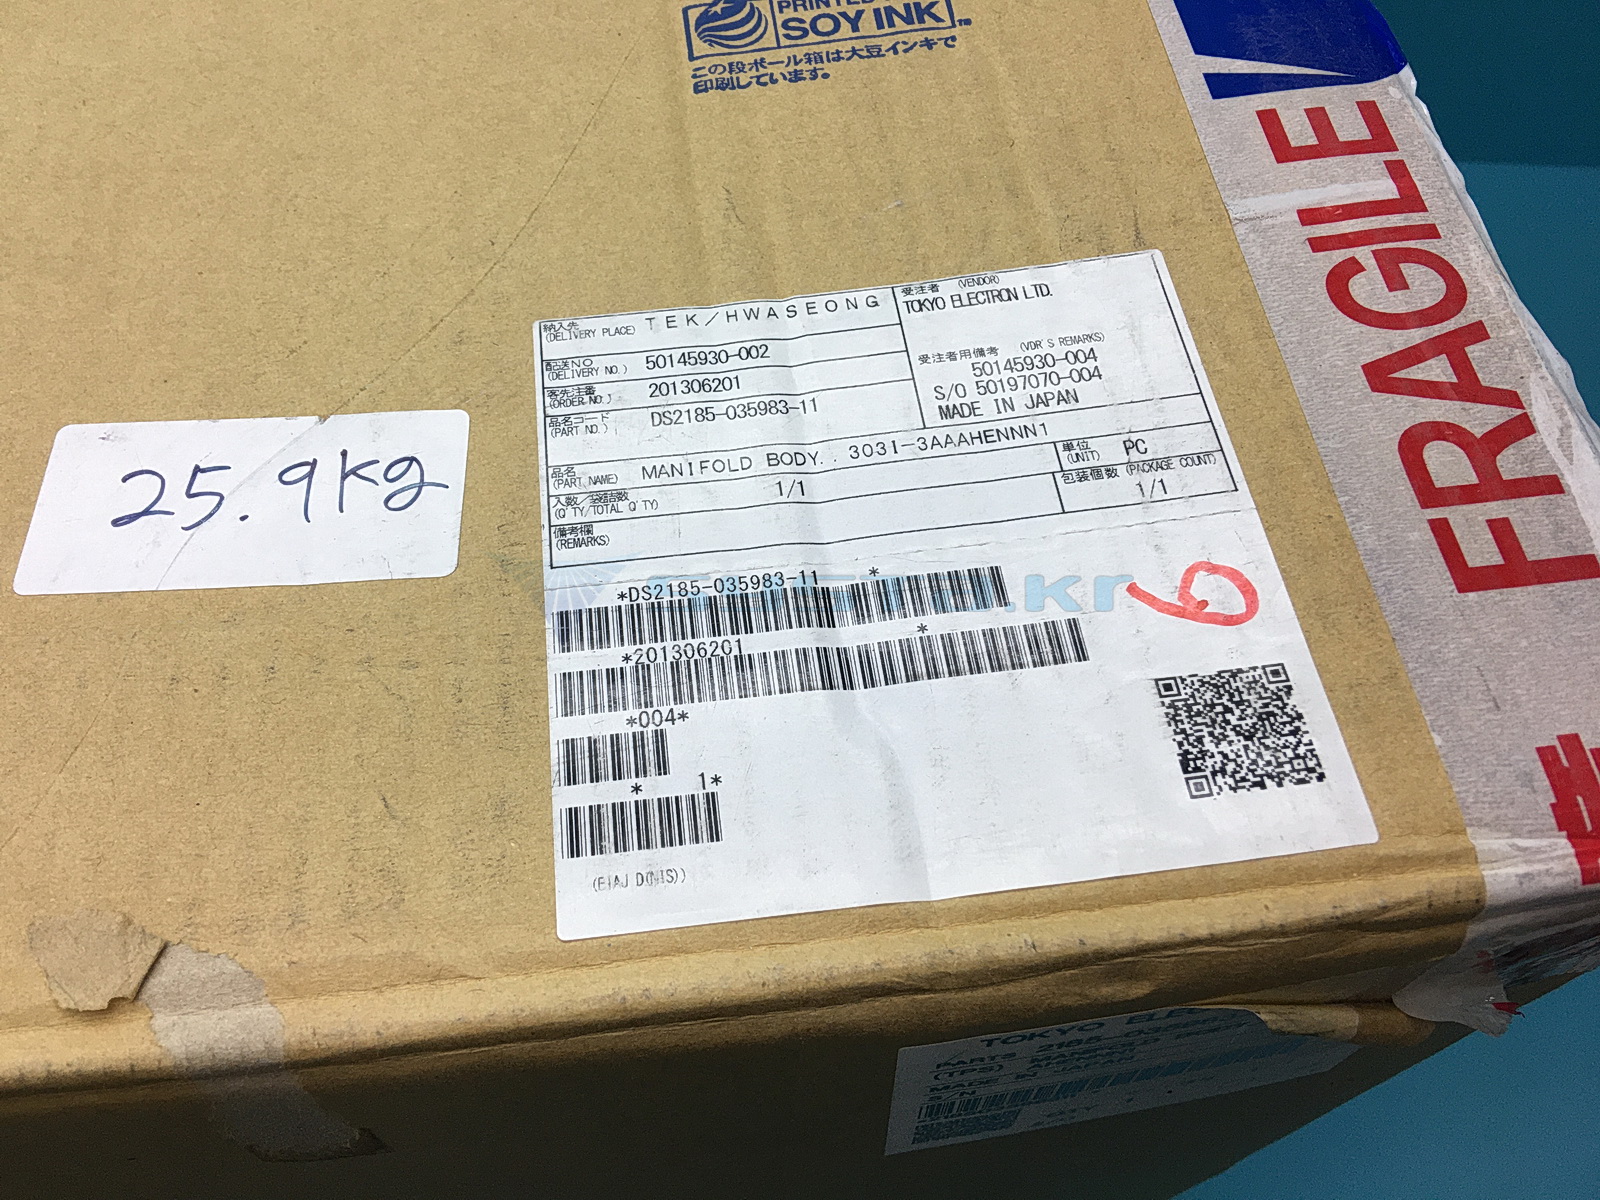 SOY INK
この段ボール箱は大豆インキで
印刷しています。
FRAGILE
25.9kg
納入先
(DELIVERY PLACE) TEK/HWASEONG
配送NO
(DELIVERY NO.) 50145930-002
客先注番
(ORDER NO.) 201306201
品名コード
(PART NO.) DS2185-035983-11
受注者 (VENDOR)
TOKYO ELECTRON LTD.
受注者用備考 (VDR'S REMARKS)
50145930-004
S/O 50197070-004
MADE IN JAPAN
品名
(PART NAME) MANIFOLD BODY.. 3031-3AAAHENNN1
単位
(UNIT) PC
入数/袋詰数
(Q'TY/TOTAL Q'TY) 1/1
包装個数 (PACKAGE COUNT)
1/1
備考欄
(REMARKS)
*DS2185-035983-11 *
.kr
6
*201306201 *
*004*
* 1*
TOKYO
MADE IN JAPAN
S/N